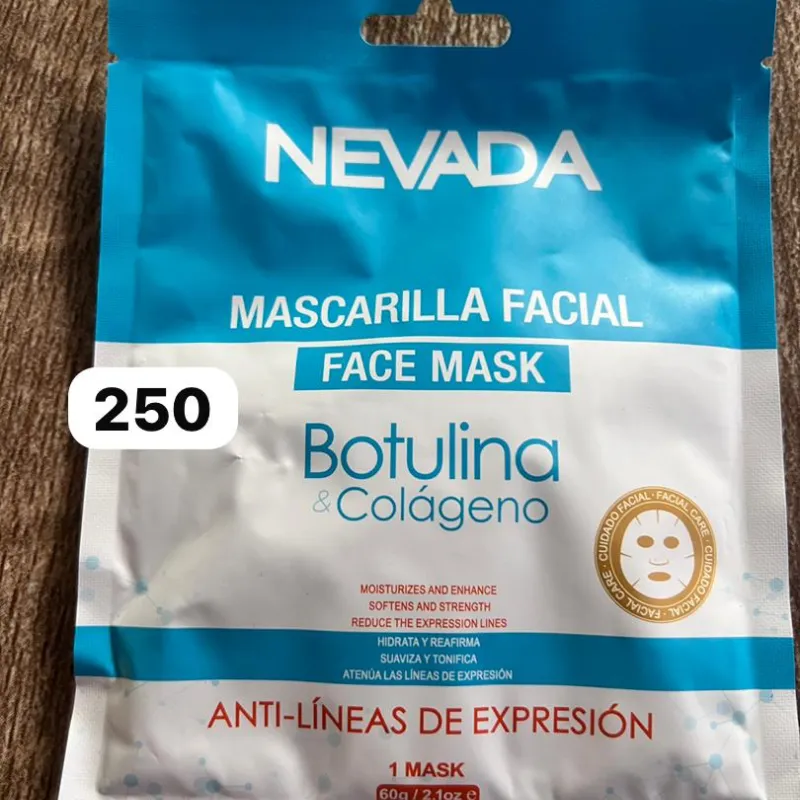 NEVADA
MASCARILLA FACIAL
FACE MASK
250
Botulina
& Colágeno
CUIDADO FACIAL · FACIAL CARE · CUIDADO FACIAL · FACIAL CARE ·
MOISTURIZES AND ENHANCE
SOFTENS AND STRENGTH
REDUCE THE EXPRESSION LINES
HIDRATA Y REAFIRMA
SUAVIZA Y TONIFICA
ATENÚA LAS LÍNEAS DE EXPRESIÓN
ANTI-LÍNEAS DE EXPRESIÓN
1 MASK
60g / 2.1oz e